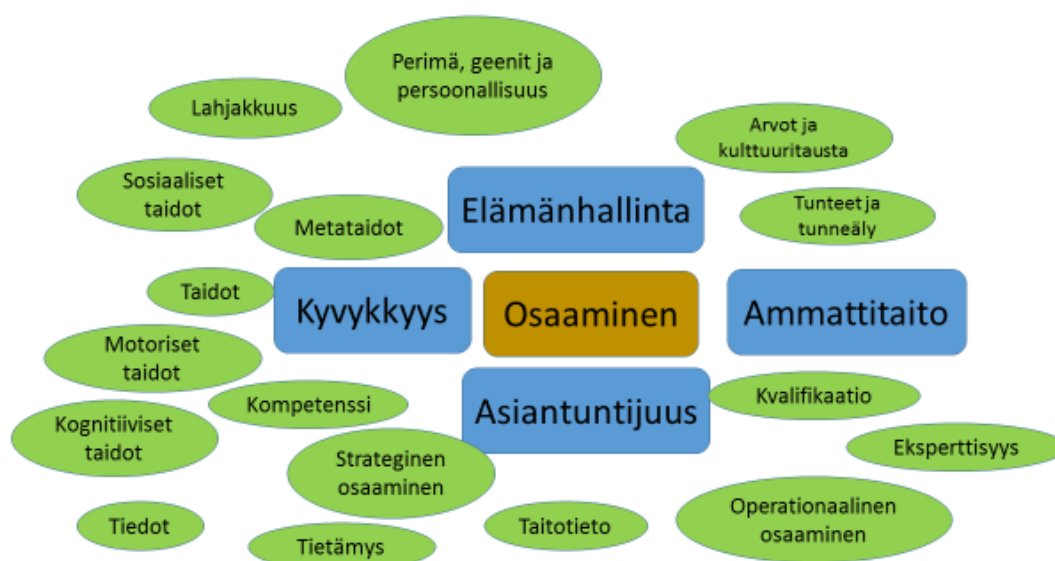 Perimä, geenit ja
persoonallisuus
Lahjakkuus
Arvot ja
kulttuuritausta
Sosiaaliset
taidot
Elämänhallinta
Tunteet ja
tunneäly
Metataidot
Taidot
Kyvykkyys
Osaaminen
Ammattitaito
Motoriset
taidot
Kompetenssi
Asiantuntijuus
Kvalifikaatio
Kognitiiviset
taidot
Strateginen
osaaminen
Eksperttisyys
Tiedot
Tietämys
Taitotieto
Operationaalinen
osaaminen